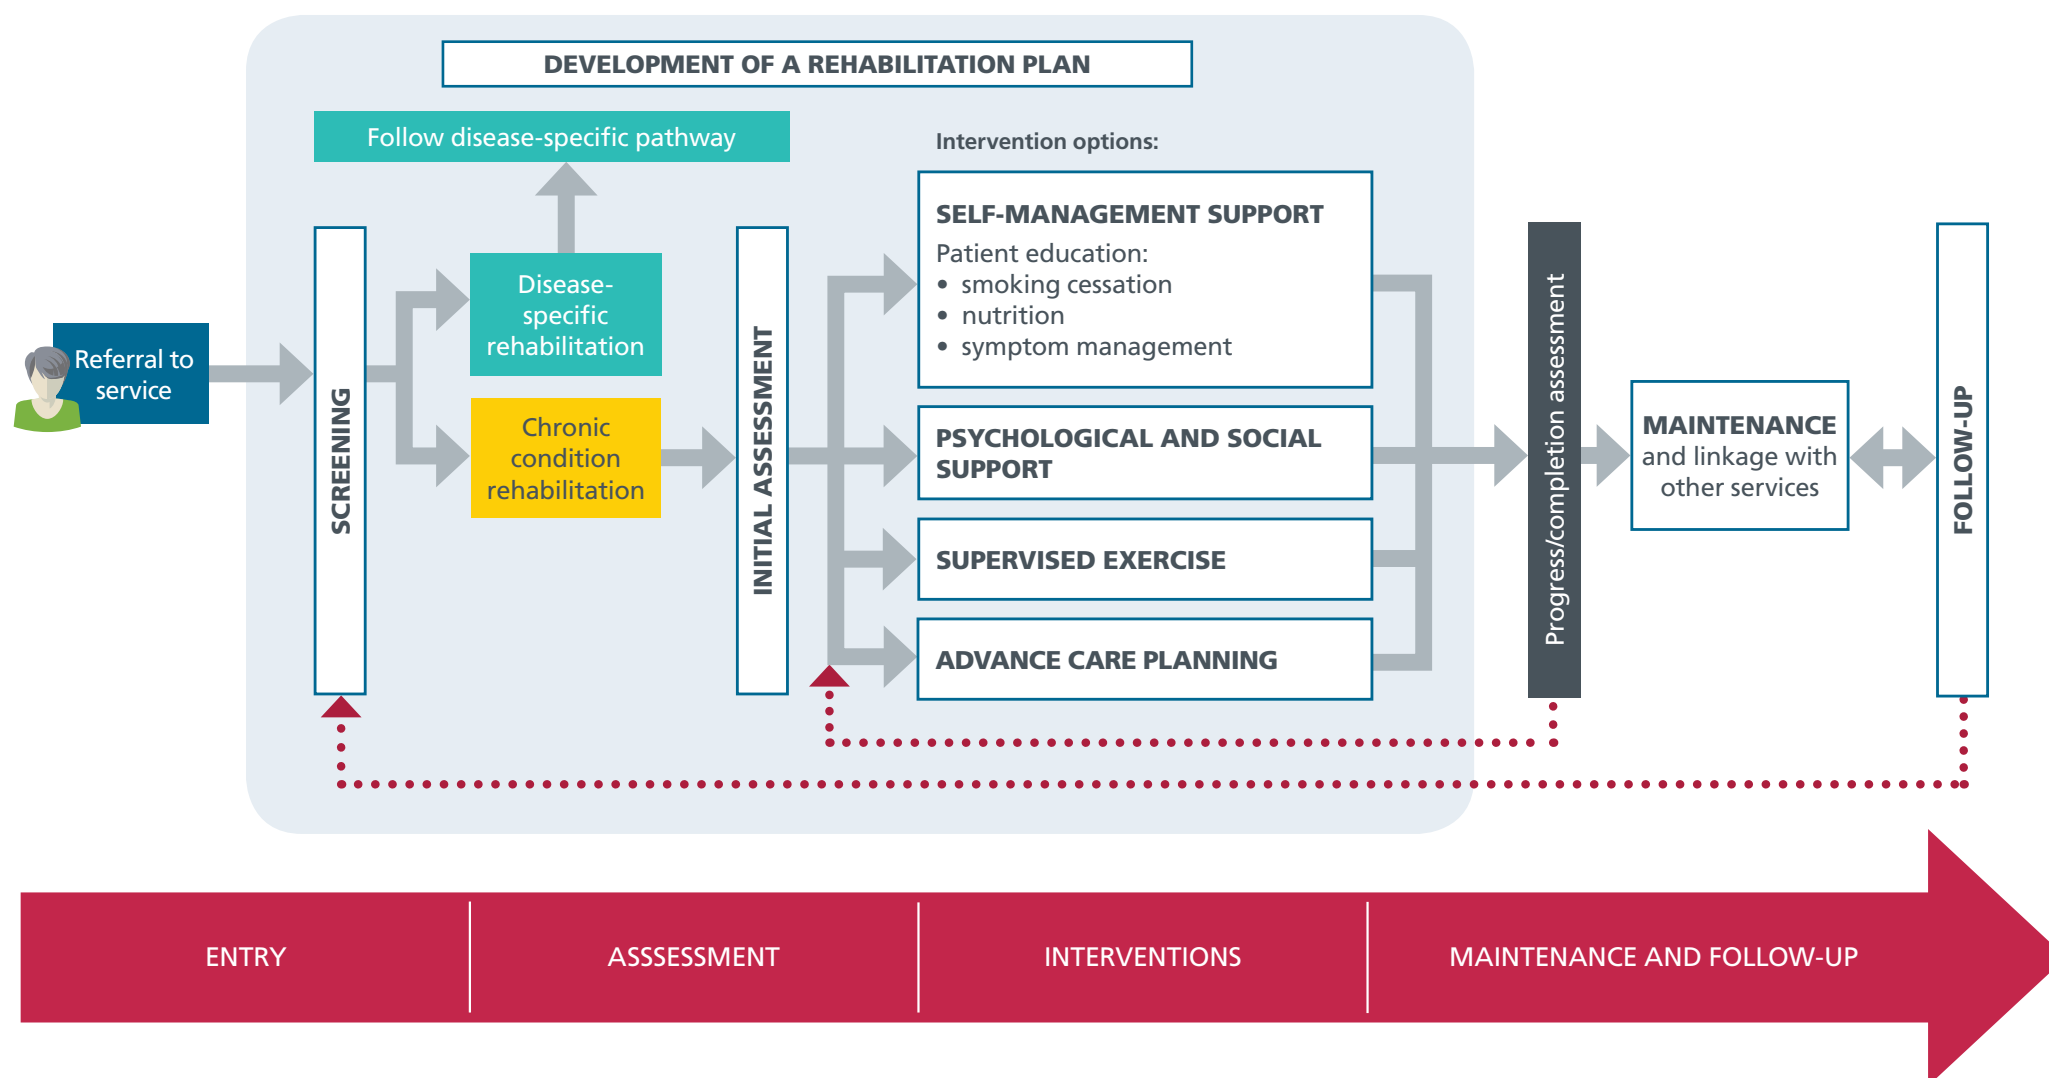 DEVELOPMENT OF A REHABILITATION PLAN
Follow disease-specific pathway
Referral to
service
SCREENING
Disease-
specific
rehabilitation
Chronic
condition
rehabilitation
INITIAL ASSESSMENT
Intervention options:
SELF-MANAGEMENT SUPPORT
Patient education:
• smoking cessation
• nutrition
• symptom management
PSYCHOLOGICAL AND SOCIAL
SUPPORT
SUPERVISED EXERCISE
ADVANCE CARE PLANNING
Progress/completion assessment
MAINTENANCE
and linkage with
other services
FOLLOW-UP
ENTRY
ASSSESSMENT
INTERVENTIONS
MAINTENANCE AND FOLLOW-UP